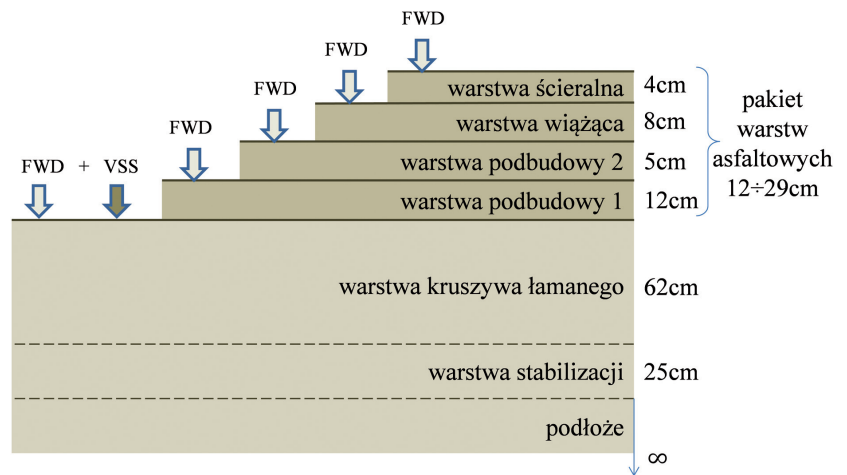 FWD
FWD
FWD
FWD
FWD + VSS
warstwa ścieralna 4cm
warstwa wiążąca 8cm
warstwa podbudowy 2 5cm
warstwa podbudowy 1 12cm
pakiet
warstw
asfaltowych
12÷29cm
warstwa kruszywa łamanego 62cm
warstwa stabilizacji 25cm
podłoże
∞